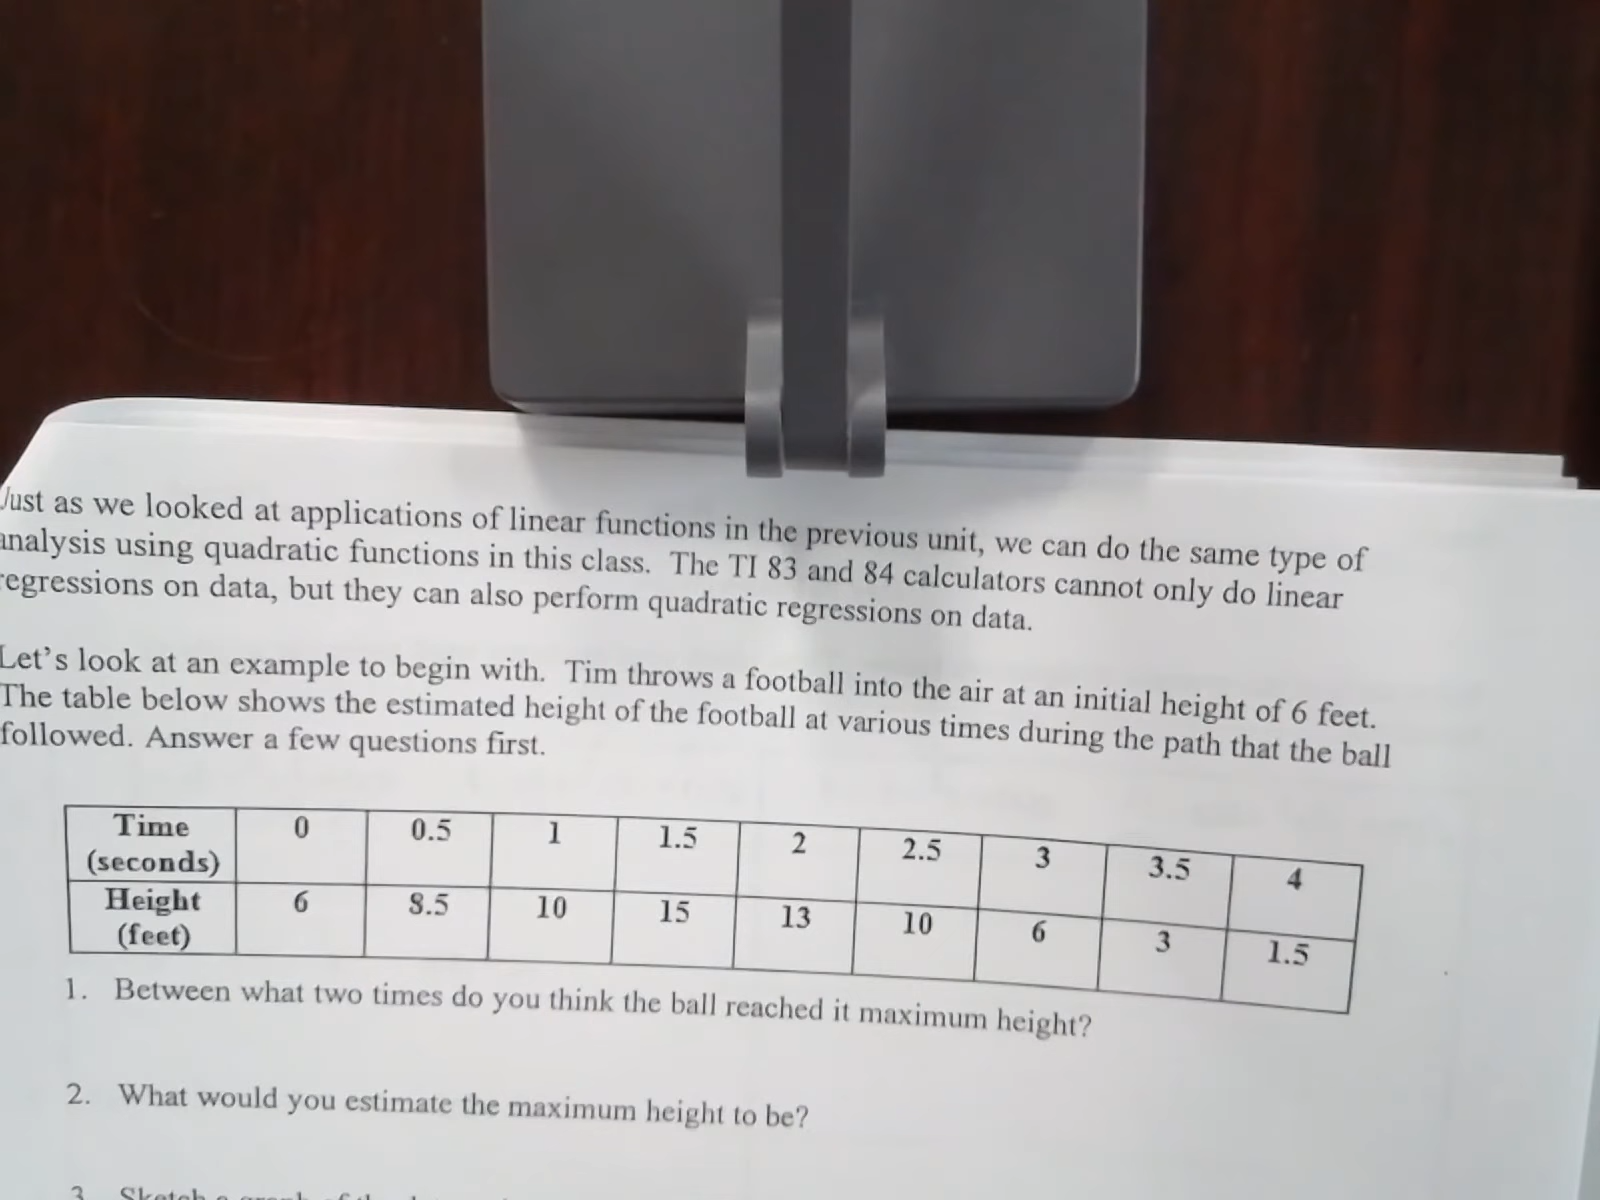 Just as we looked at applications of linear functions in the previous unit, we can do the same type of
analysis using quadratic functions in this class. The TI 83 and 84 calculators cannot only do linear
regressions on data, but they can also perform quadratic regressions on data.
Let's look at an example to begin with. Tim throws a football into the air at an initial height of 6 feet.
The table below shows the estimated height of the football at various times during the path that the ball
followed. Answer a few questions first.
Time (seconds) 0 0.5 1 1.5 2 2.5 3 3.5 4
Height (feet) 6 8.5 10 15 13 10 6 3 1.5
1. Between what two times do you think the ball reached it maximum height?
2. What would you estimate the maximum height to be?
3. Sketch a graph of the